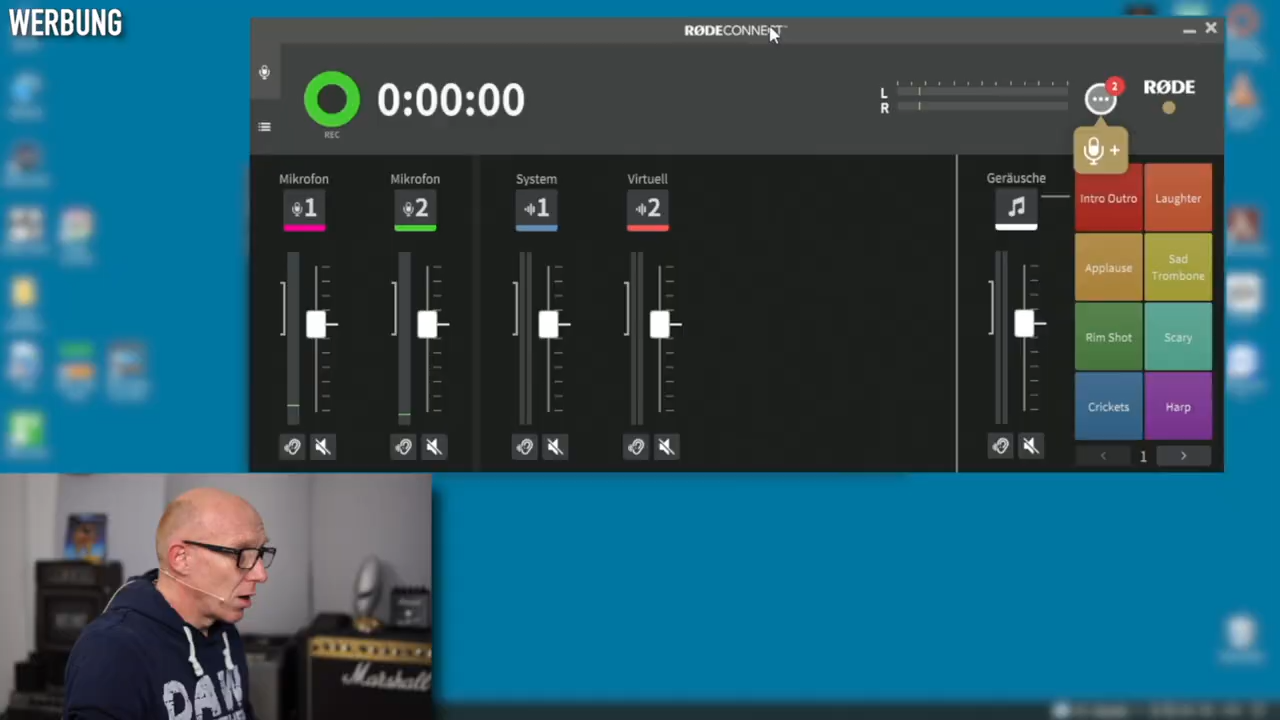 WERBUNG
RØDECONNECT™
0:00:00
REC
L
R
2
RØDE
+
Mikrofon
Mikrofon
System
Virtuell
Geräusche
1
2
1
2
Intro Outro
Laughter
Applause
Sad
Trombone
Rim Shot
Scary
Crickets
Harp
1
Marshall
DAW